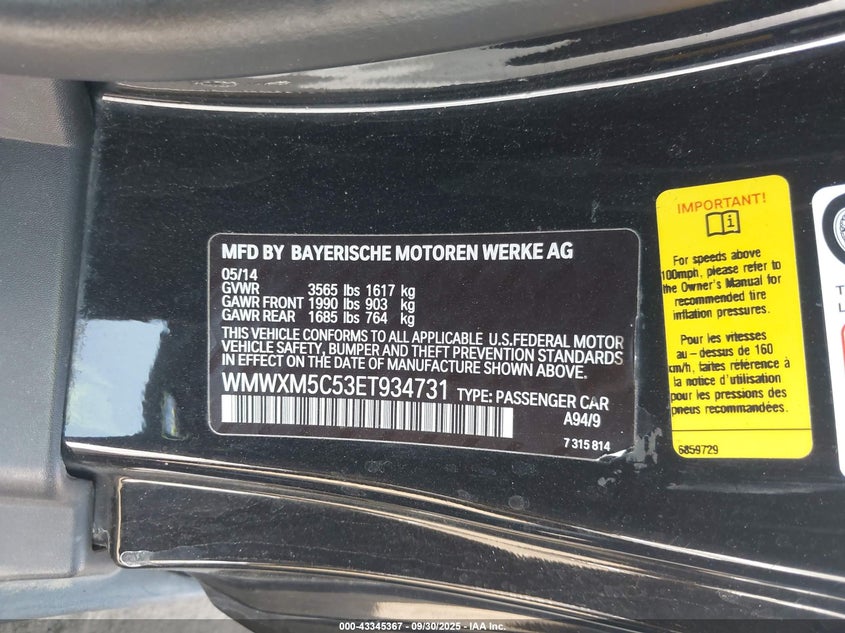 MFD BY BAYERISCHE MOTOREN WERKE AG
05/14
GVWR 3565 lbs 1617 kg
GAWR FRONT 1990 lbs 903 kg
GAWR REAR 1685 lbs 764 kg
THIS VEHICLE CONFORMS TO ALL APPLICABLE U.S.FEDERAL MOTOR
VEHICLE SAFETY, BUMPER AND THEFT PREVENTION STANDARDS
IN EFFECT ON THE DATE OF MANUFACTURE SHOWN ABOVE.
WMWXM5C53ET934731 TYPE: PASSENGER CAR
A94/9
7 315 814
IMPORTANT!
For speeds above
100mph, please refer to
the Owner's Manual for
recommended tire
inflation pressures.
Pour les vitesses
au - dessus de 160
km/h, faites référence à
la notice d'utilisation
pour les pressions des
pneus recommandées.
6859729
000-43345367 - 09/30/2025 - IAA Inc.